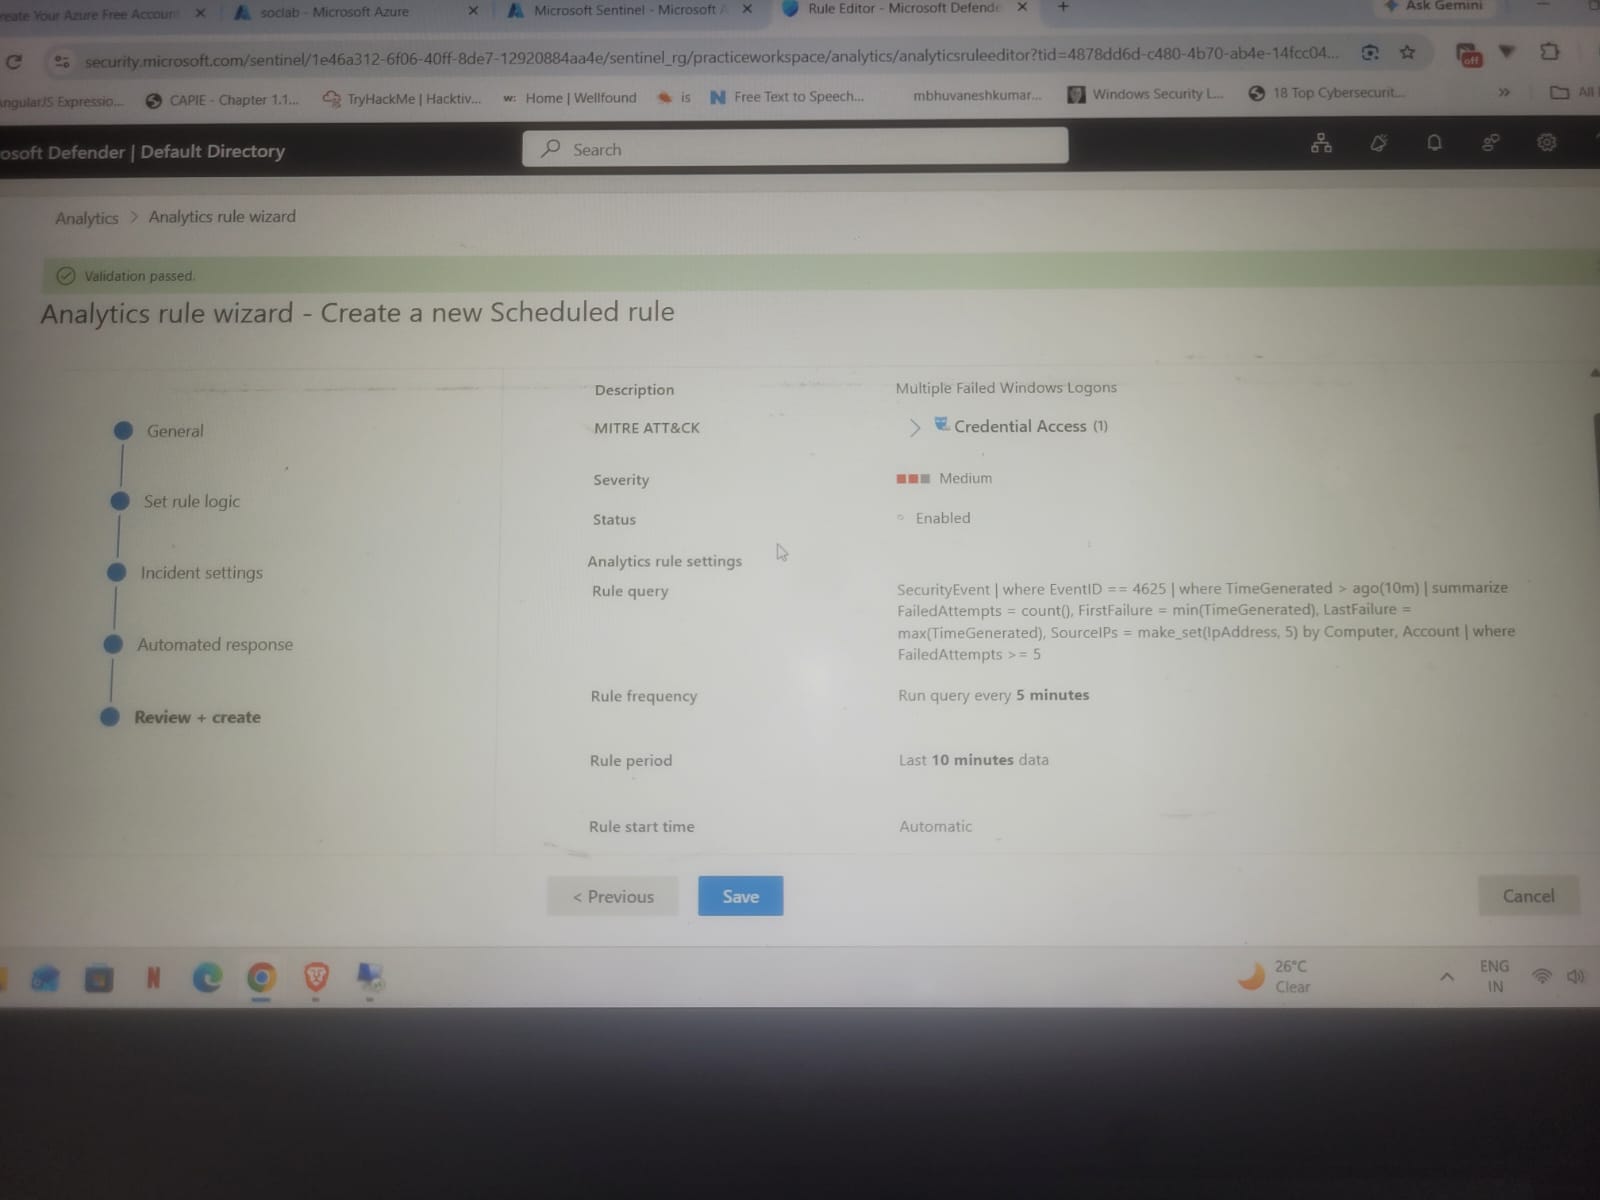 reate Your Azure Free Account
soclab - Microsoft Azure
Microsoft Sentinel - Microsoft A
Rule Editor - Microsoft Defende
Ask Gemini
security.microsoft.com/sentinel/1e46a312-6f06-40ff-8de7-12920884aa4e/sentinel_rg/practiceworkspace/analytics/analyticsruleeditor?tid=4878dd6d-c480-4b70-ab4e-14fcc04...
off
angularJS Expressio...
CAPIE - Chapter 1.1...
TryHackMe | Hacktiv...
w: Home | Wellfound
is
N Free Text to Speech...
mbhuvaneshkumar...
Windows Security L...
18 Top Cybersecurit...
»
All
osoft Defender | Default Directory
Search
Analytics > Analytics rule wizard
Validation passed.
Analytics rule wizard - Create a new Scheduled rule
General
Set rule logic
Incident settings
Automated response
Review + create
Description
Multiple Failed Windows Logons
MITRE ATT&CK
Credential Access (1)
Severity
Medium
Status
Enabled
Analytics rule settings
Rule query
SecurityEvent | where EventID == 4625 | where TimeGenerated > ago(10m) | summarize
FailedAttempts = count(), FirstFailure = min(TimeGenerated), LastFailure =
max(TimeGenerated), SourceIPs = make_set(IpAddress, 5) by Computer, Account | where
FailedAttempts >= 5
Rule frequency
Run query every 5 minutes
Rule period
Last 10 minutes data
Rule start time
Automatic
< Previous
Save
Cancel
N
26°C
Clear
ENG
IN